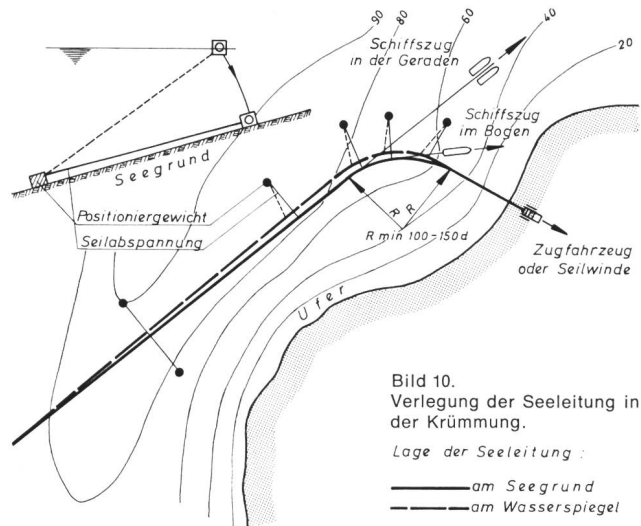 90
80
60
40
20
Schiffszug
in der Geraden
Schiffszug
im Bogen
Seegrund
Positioniergewicht
Seilabspannung
R R
R min 100-150d
Zugfahrzeug
oder Seilwinde
Ufer
Bild 10.
Verlegung der Seeleitung in
der Krümmung.
Lage der Seeleitung :
am Seegrund
am Wasserspiegel